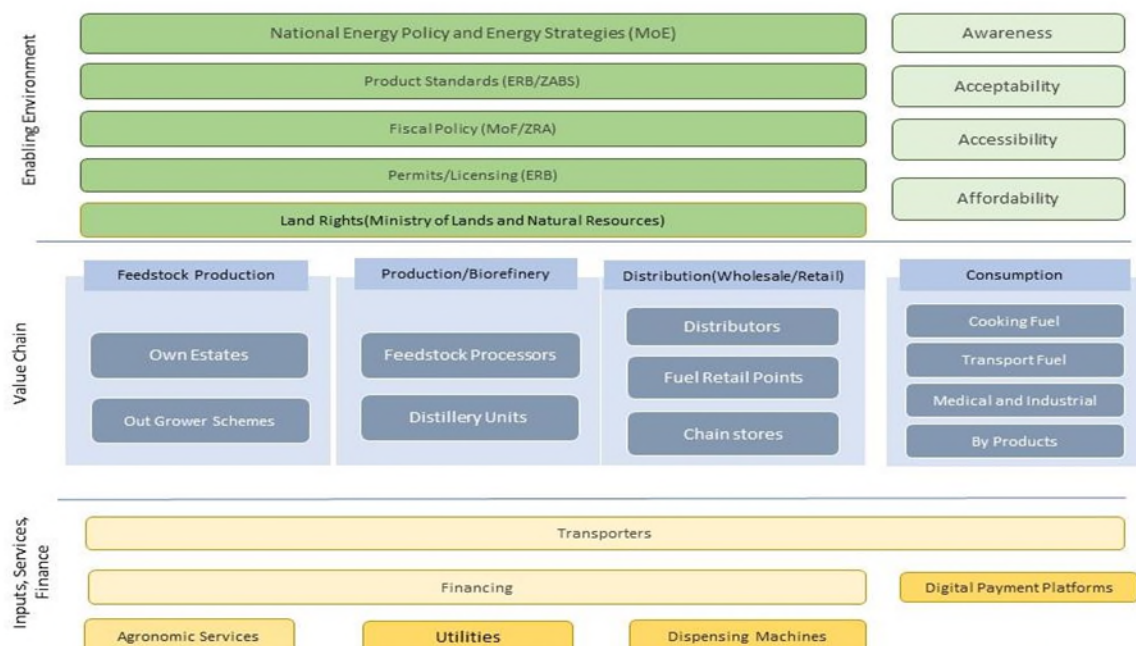 Enabling Environment
National Energy Policy and Energy Strategies (MoE)
Product Standards (ERB/ZABS)
Fiscal Policy (MoF/ZRA)
Permits/Licensing (ERB)
Land Rights(Ministry of Lands and Natural Resources)
Awareness
Acceptability
Accessibility
Affordability
Value Chain
Feedstock Production
Own Estates
Out Grower Schemes
Production/Biorefinery
Feedstock Processors
Distillery Units
Distribution(Wholesale/Retail)
Distributors
Fuel Retail Points
Chain stores
Consumption
Cooking Fuel
Transport Fuel
Medical and Industrial
By Products
Inputs, Services,
Finance
Transporters
Financing
Digital Payment Platforms
Agronomic Services
Utilities
Dispensing Machines